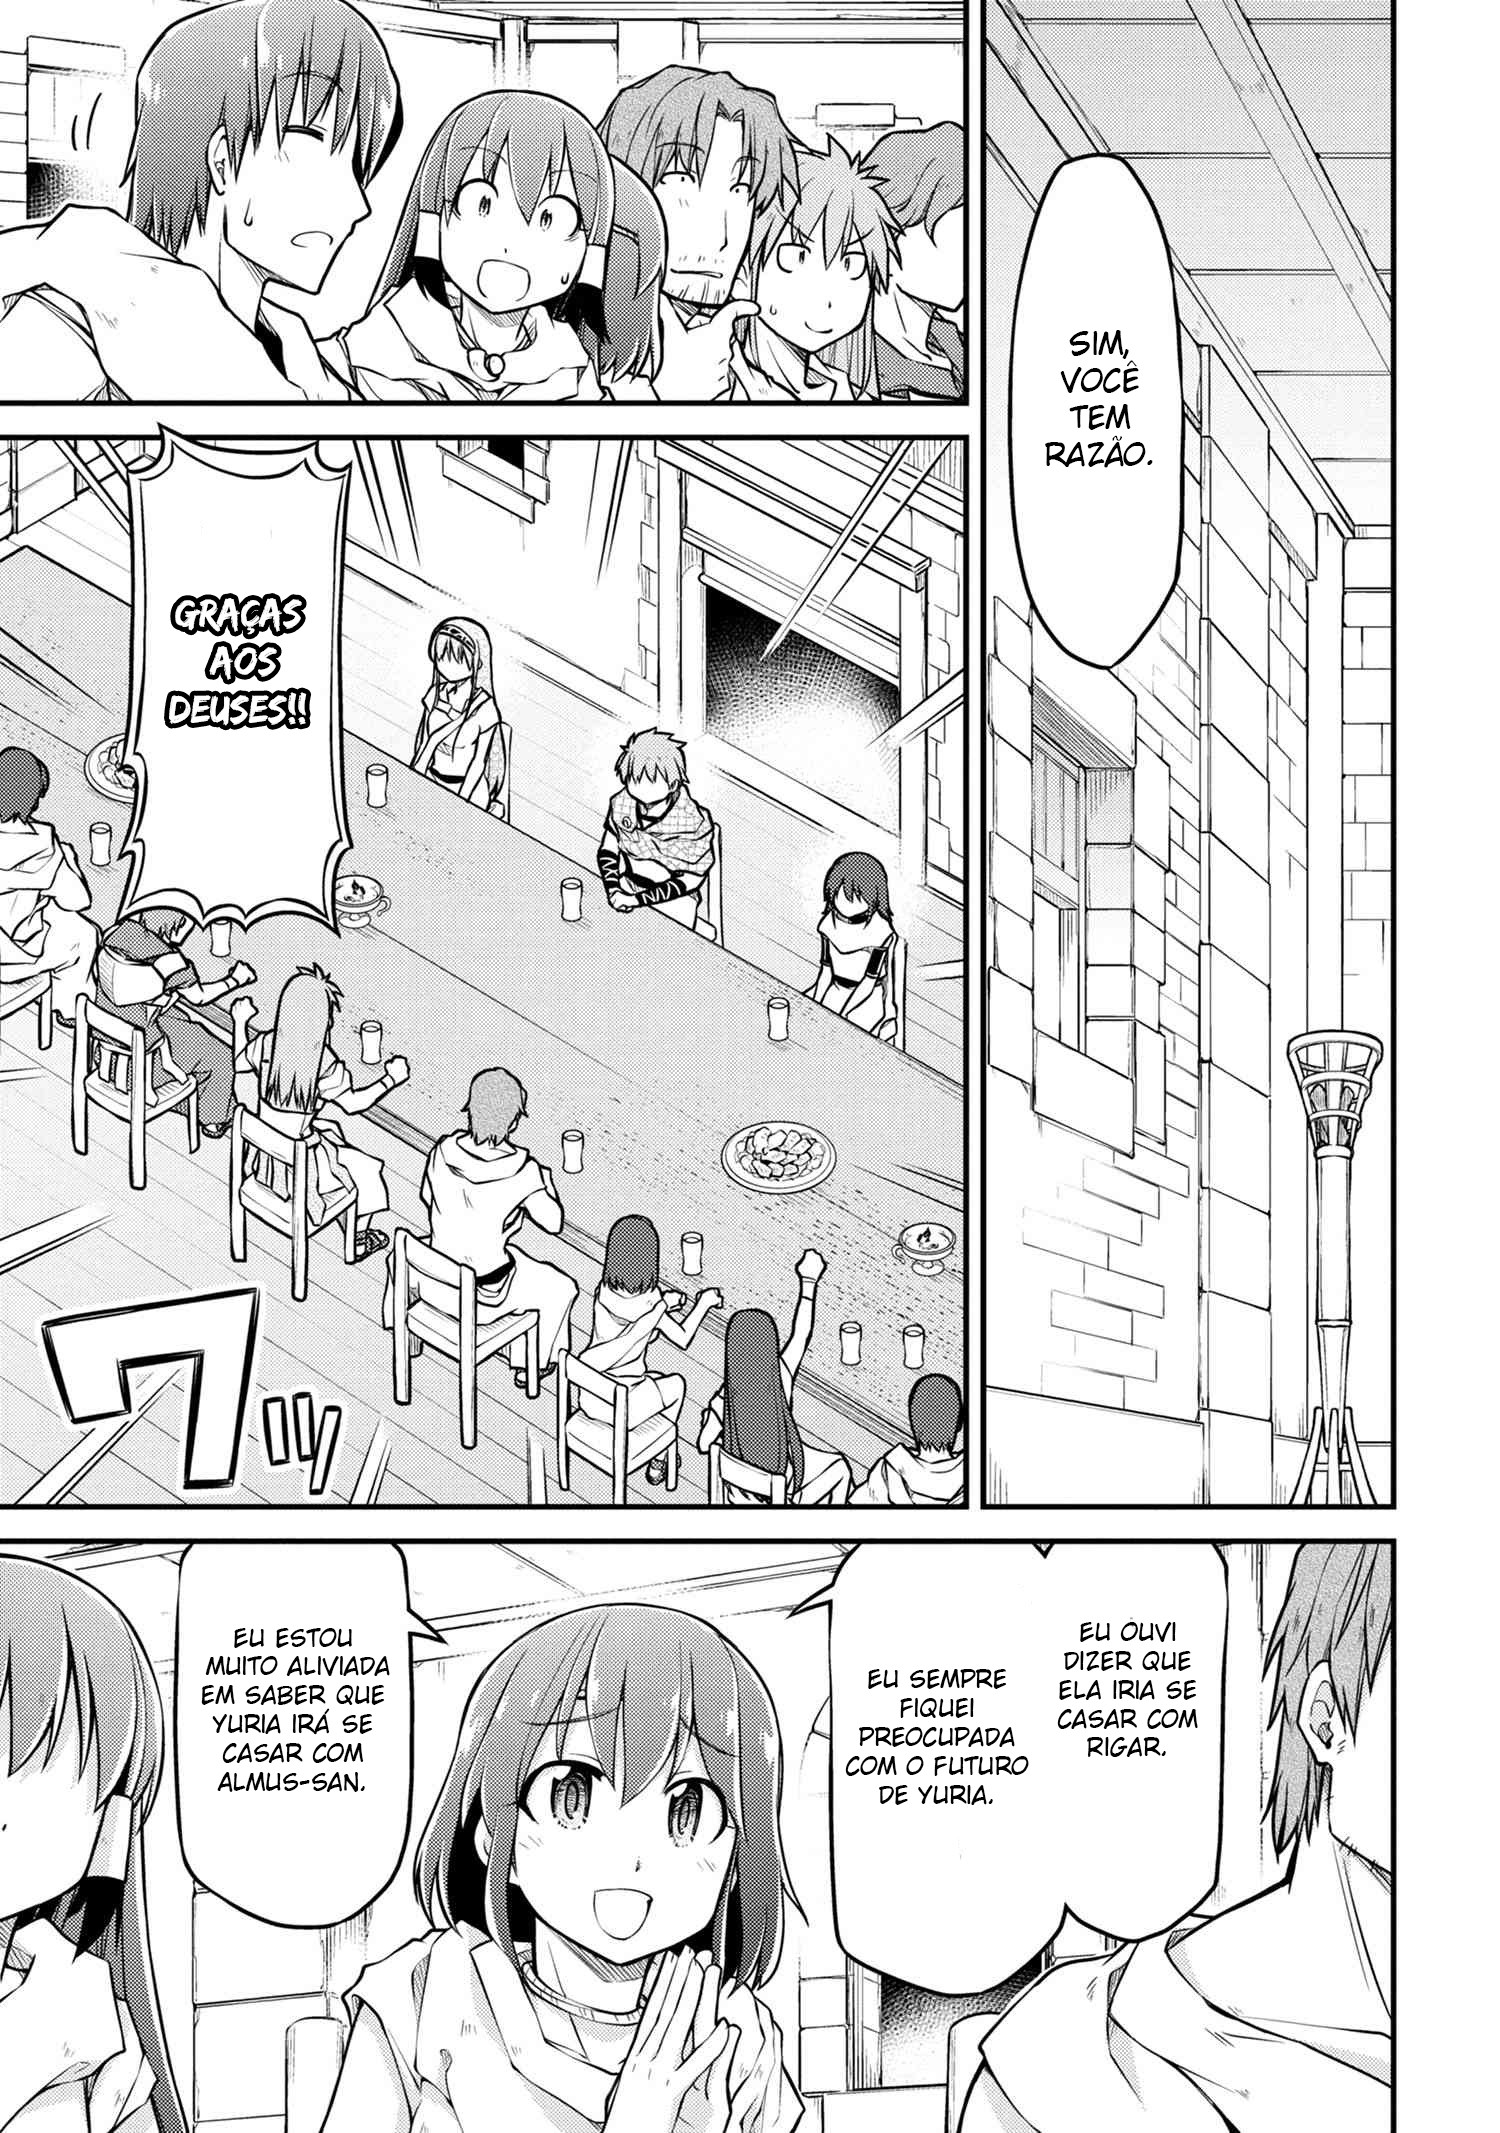 SIM,
VOCÊ
TEM
RAZÃO.
GRAÇAS
AOS
DEUSES!!
ワッ
EU OUVI
DIZER QUE
ELA IRIA SE
CASAR COM
RIGAR.
EU SEMPRE
FIQUEI
PREOCUPADA
COM O FUTURO
DE YURIA.
EU ESTOU
MUITO ALIVIADA
EM SABER QUE
YURIA IRÁ SE
CASAR COM
ALMUS-SAN.